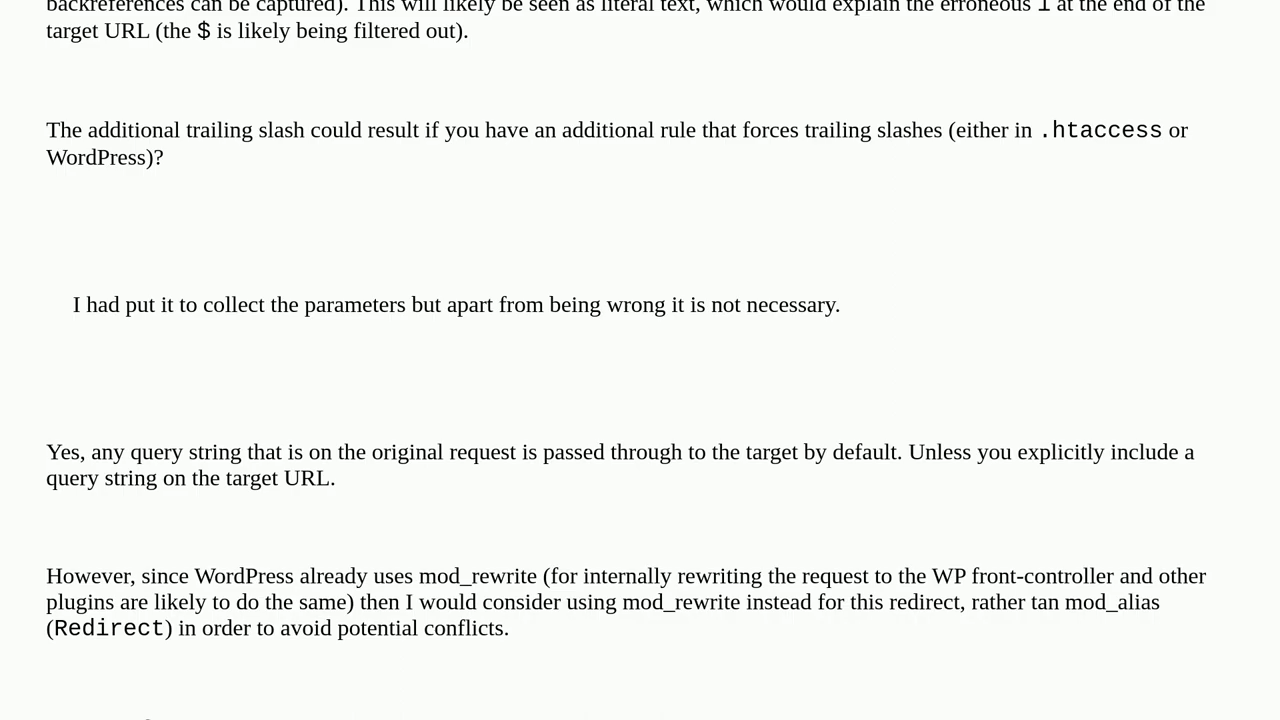 backreferences can be captured). This will likely be seen as literal text, which would explain the erroneous 1 at the end of the
target URL (the $ is likely being filtered out).
The additional trailing slash could result if you have an additional rule that forces trailing slashes (either in .htaccess or
WordPress)?
I had put it to collect the parameters but apart from being wrong it is not necessary.
Yes, any query string that is on the original request is passed through to the target by default. Unless you explicitly include a
query string on the target URL.
However, since WordPress already uses mod_rewrite (for internally rewriting the request to the WP front-controller and other
plugins are likely to do the same) then I would consider using mod_rewrite instead for this redirect, rather tan mod_alias
(Redirect) in order to avoid potential conflicts.